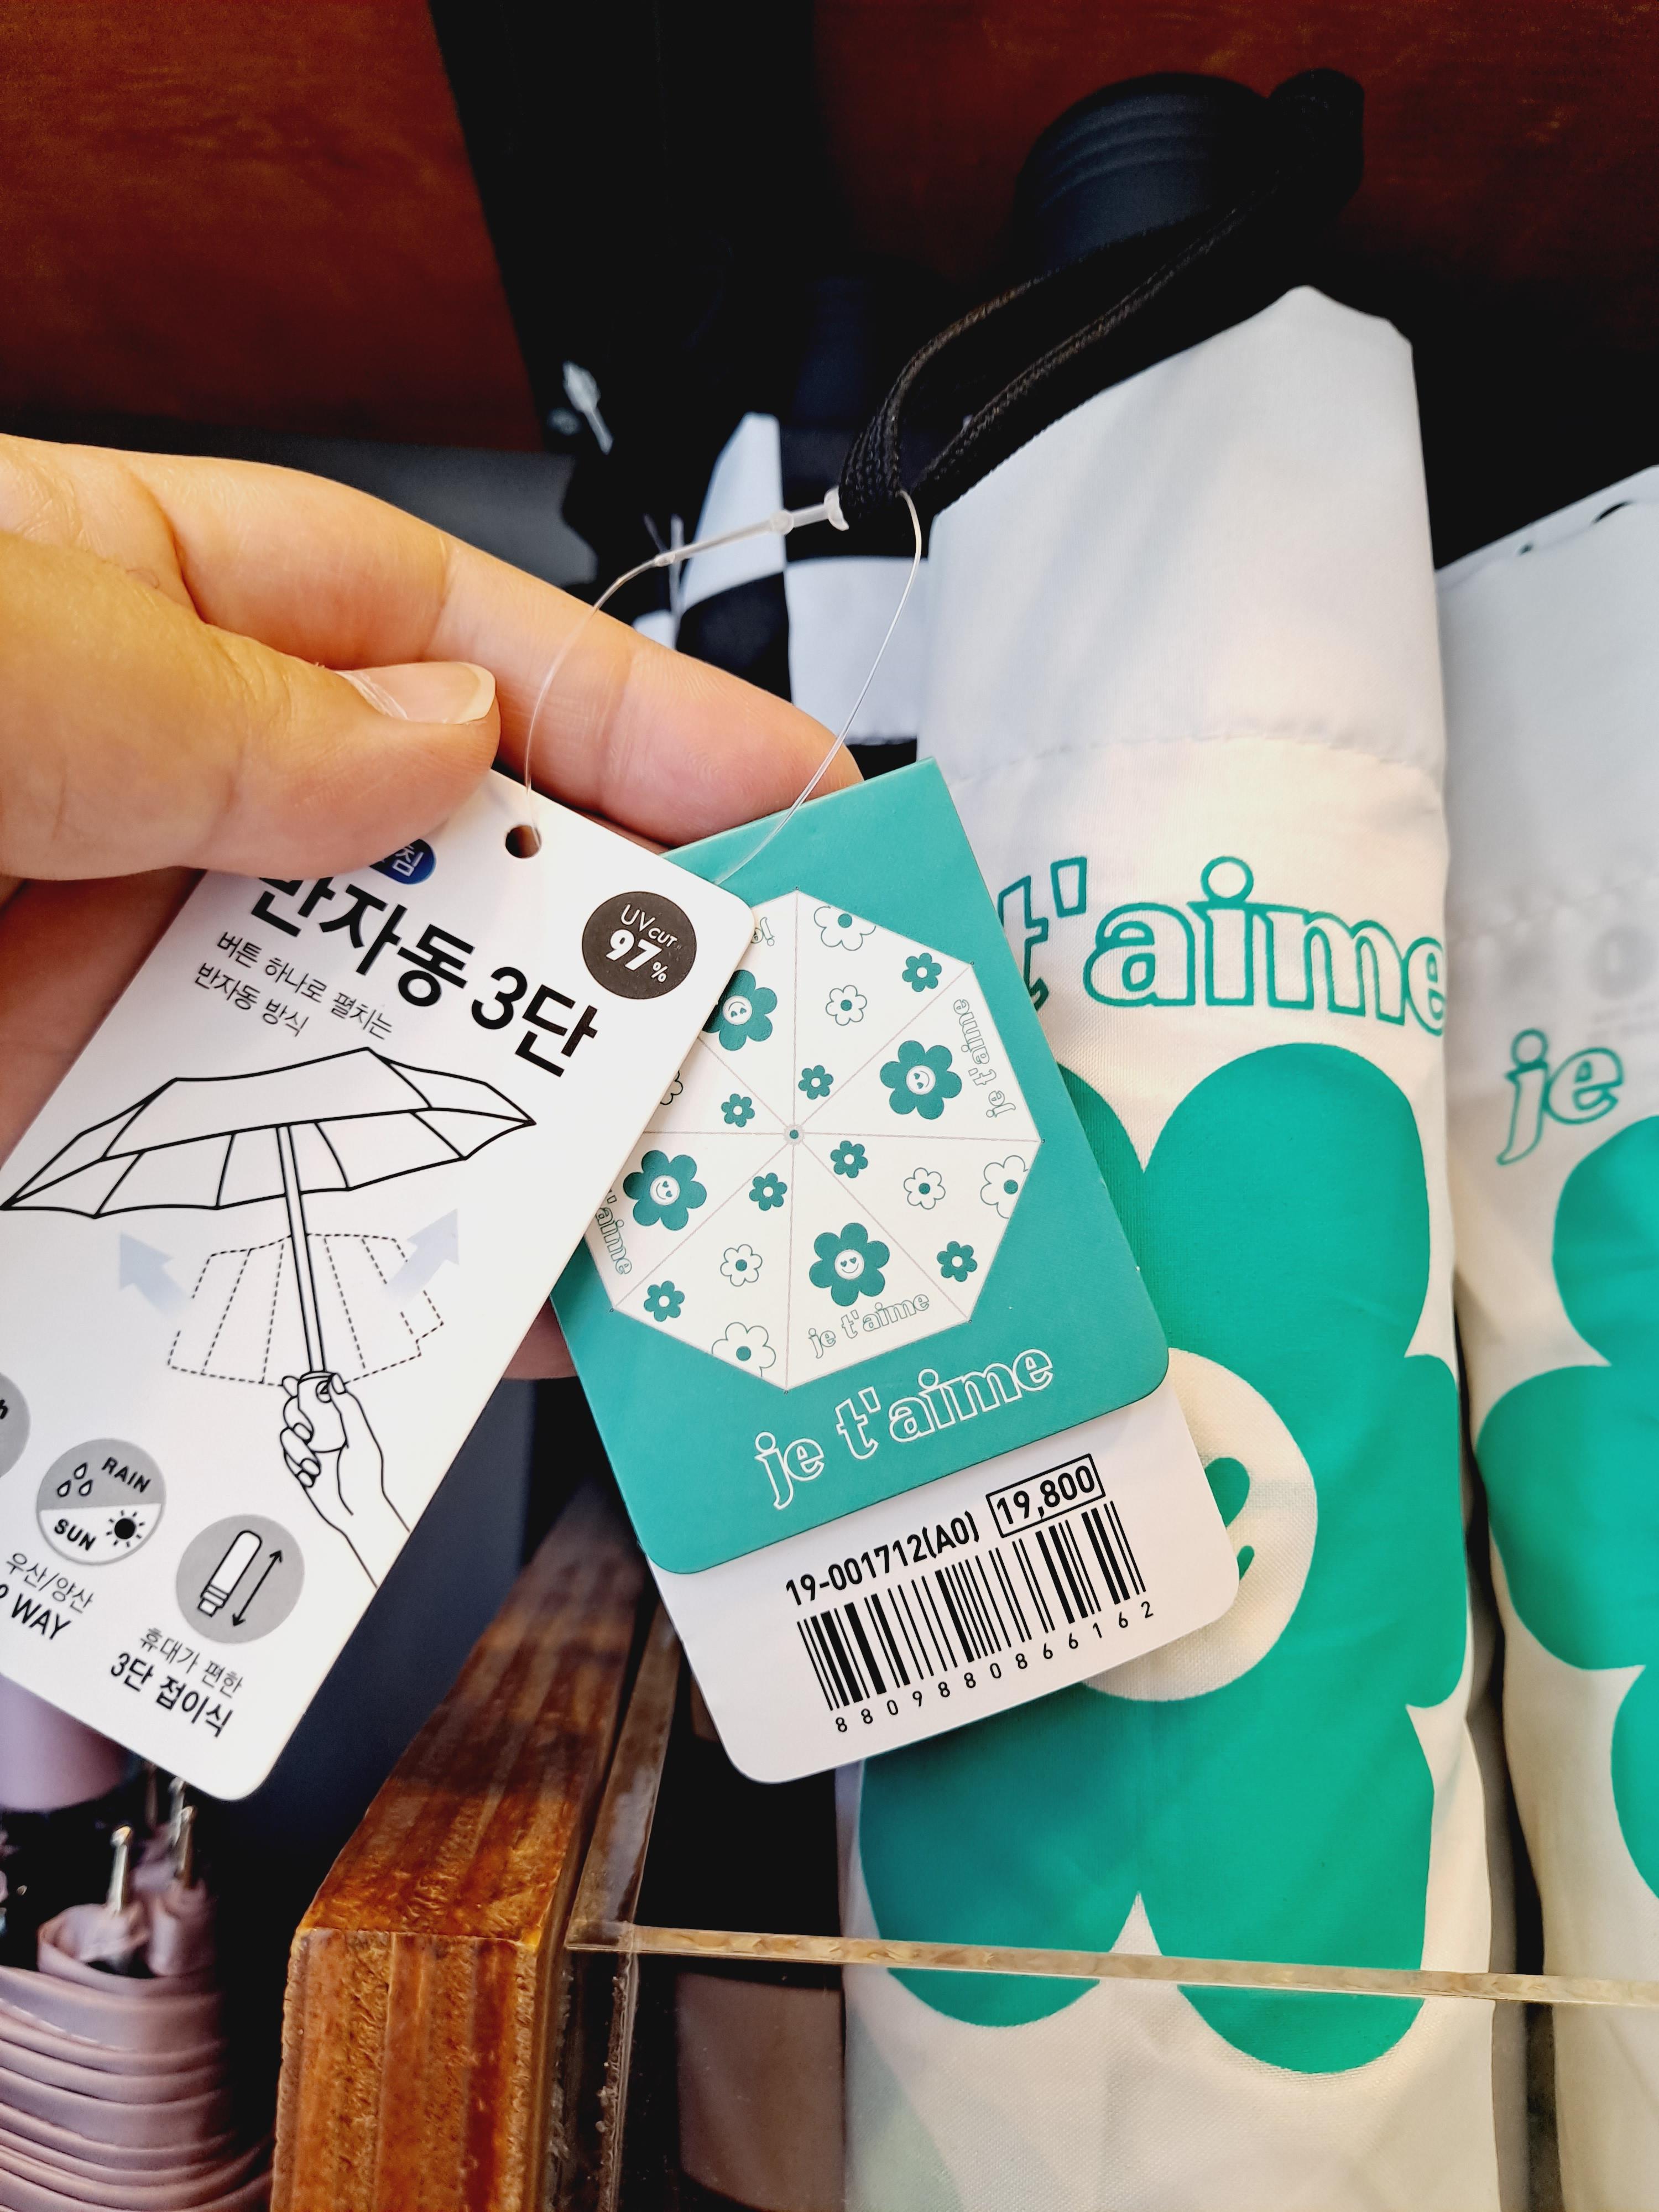 반자동 3단
버튼 하나로 펼치는
반자동 방식
UV CUT
97%
RAIN
SUN
우산/양산
WAY
휴대가 편한
3단 접이식
je t'aime
je t'aime
t'aime
je t'aime
19-001712(A0) 19,800
8809880866162
t'aime
je